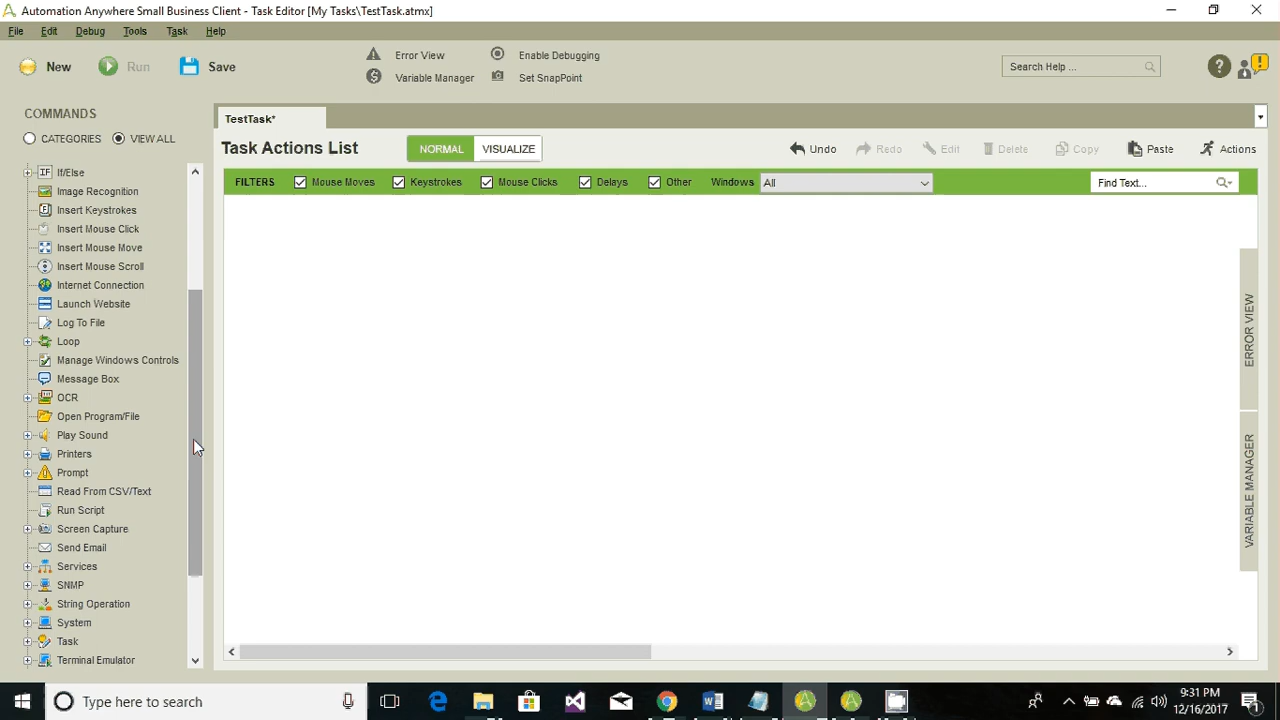 Automation Anywhere Small Business Client - Task Editor [My Tasks\TestTask.atmx]
File Edit Debug Tools Task Help
New Run Save
Error View Enable Debugging
Variable Manager Set SnapPoint
Search Help ...
COMMANDS
CATEGORIES VIEW ALL
TestTask*
Task Actions List NORMAL VISUALIZE Undo Redo Edit Delete Copy Paste Actions
FILTERS Mouse Moves Keystrokes Mouse Clicks Delays Other Windows All Find Text...
If/Else
Image Recognition
Insert Keystrokes
Insert Mouse Click
Insert Mouse Move
Insert Mouse Scroll
Internet Connection
Launch Website
Log To File
Loop
Manage Windows Controls
Message Box
OCR
Open Program/File
Play Sound
Printers
Prompt
Read From CSV/Text
Run Script
Screen Capture
Send Email
Services
SNMP
String Operation
System
Task
Terminal Emulator
ERROR VIEW
VARIABLE MANAGER
Type here to search
9:31 PM
12/16/2017